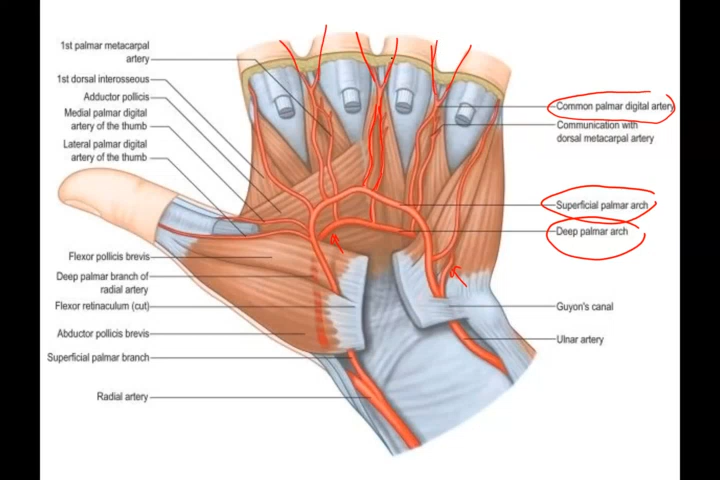 1st palmar metacarpal
artery
1st dorsal interosseous
Adductor pollicis
Medial palmar digital
artery of the thumb
Lateral palmar digital
artery of the thumb
Flexor pollicis brevis
Deep palmar branch of
radial artery
Flexor retinaculum (cut)
Abductor pollicis brevis
Superficial palmar branch
Radial artery
Common palmar digital artery
Communication with
dorsal metacarpal artery
Superficial palmar arch
Deep palmar arch
Guyon's canal
Ulnar artery